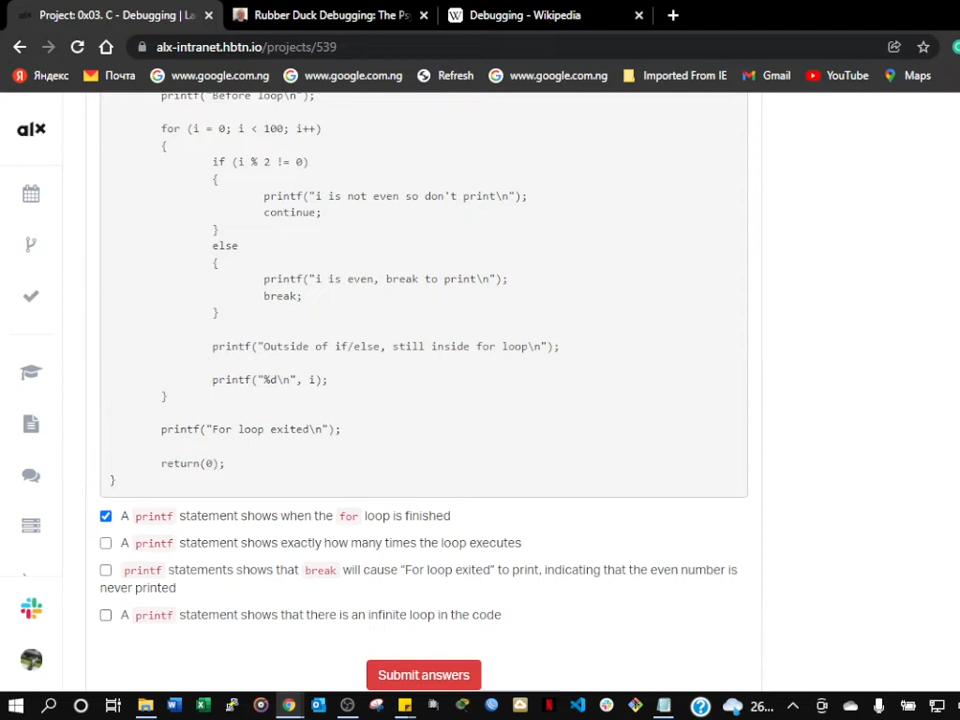 Project: 0x03. C - Debugging | La
Rubber Duck Debugging: The Ps
Debugging - Wikipedia
alx-intranet.hbtn.io/projects/539
Яндекс
Почта
www.google.com.ng
www.google.com.ng
Refresh
www.google.com.ng
Imported From IE
Gmail
YouTube
Maps
alx
printf("Before loop\n");
for (i = 0; i < 100; i++)
{
if (i % 2 != 0)
{
printf("i is not even so don't print\n");
continue;
}
else
{
printf("i is even, break to print\n");
break;
}
printf("Outside of if/else, still inside for loop\n");
printf("%d\n", i);
}
printf("For loop exited\n");
return(0);
}
A printf statement shows when the for loop is finished
A printf statement shows exactly how many times the loop executes
printf statements shows that break will cause “For loop exited” to print, indicating that the even number is
never printed
A printf statement shows that there is an infinite loop in the code
Submit answers
26...